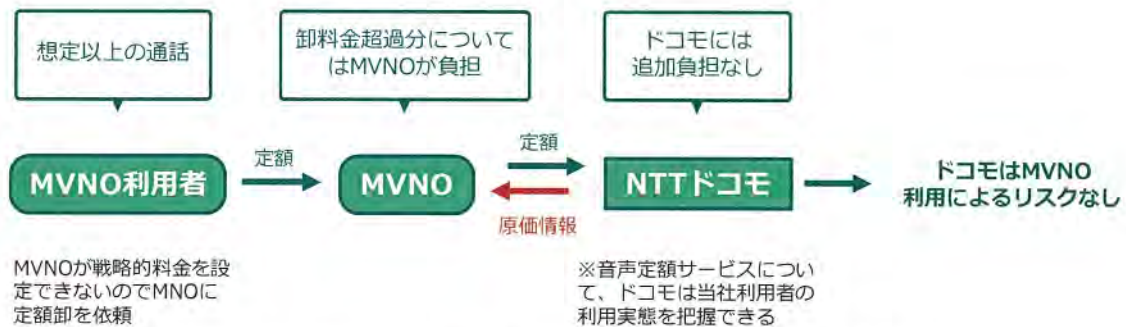 想定以上の通話
卸料金超過分について
はMVNOが負担
ドコモには
追加負担なし
MVNO利用者
定額
MVNO
定額
原価情報
NTTドコモ
ドコモはMVNO
利用によるリスクなし
MVNOが戦略的料金を設
定できないのでMNOに
定額卸を依頼
※音声定額サービスについ
て、ドコモは当社利用者の
利用実態を把握できる